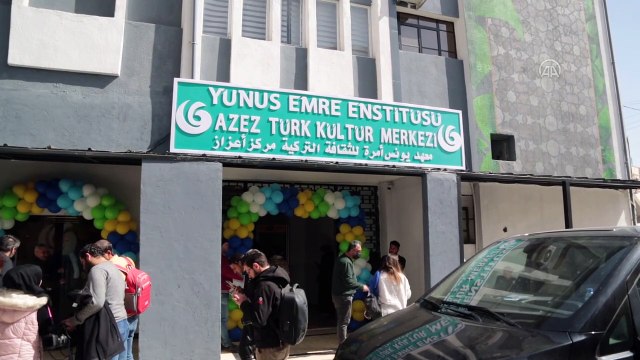 YUNUS EMRE ENSTİTÜSÜ
AZEZ TÜRK KÜLTÜR MERKEZİ
معهد يونس أمرة للثقافة التركية مركز أعزاز